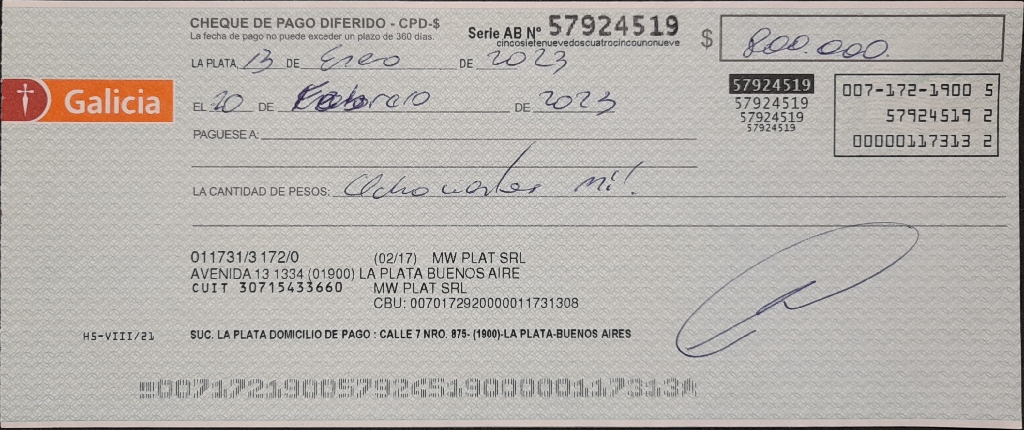 CHEQUE DE PAGO DIFERIDO - CPD-$
La fecha de pago no puede exceder un plazo de 360 días.
Serie AB Nº 57924519
cincosietenuevedoscuatrocincounonueve
$ 800.000.
LA PLATA, 13 DE Enero DE 2023
Galicia
EL 20 DE Febrero DE 2023
57924519
57924519
57924519
57924519
007-172-1900 5
57924519 2
00000117313 2
PAGUESE A:
LA CANTIDAD DE PESOS: Ochocientos mil.
011731/3 172/0 (02/17) MW PLAT SRL
AVENIDA 13 1334 (01900) LA PLATA BUENOS AIRE
CUIT 30715433660 MW PLAT SRL
CBU: 0070172920000011731308
HS-VIII/21
SUC. LA PLATA DOMICILIO DE PAGO : CALLE 7 NRO. 875- (1900)-LA PLATA-BUENOS AIRES
00717219005792451900000117313